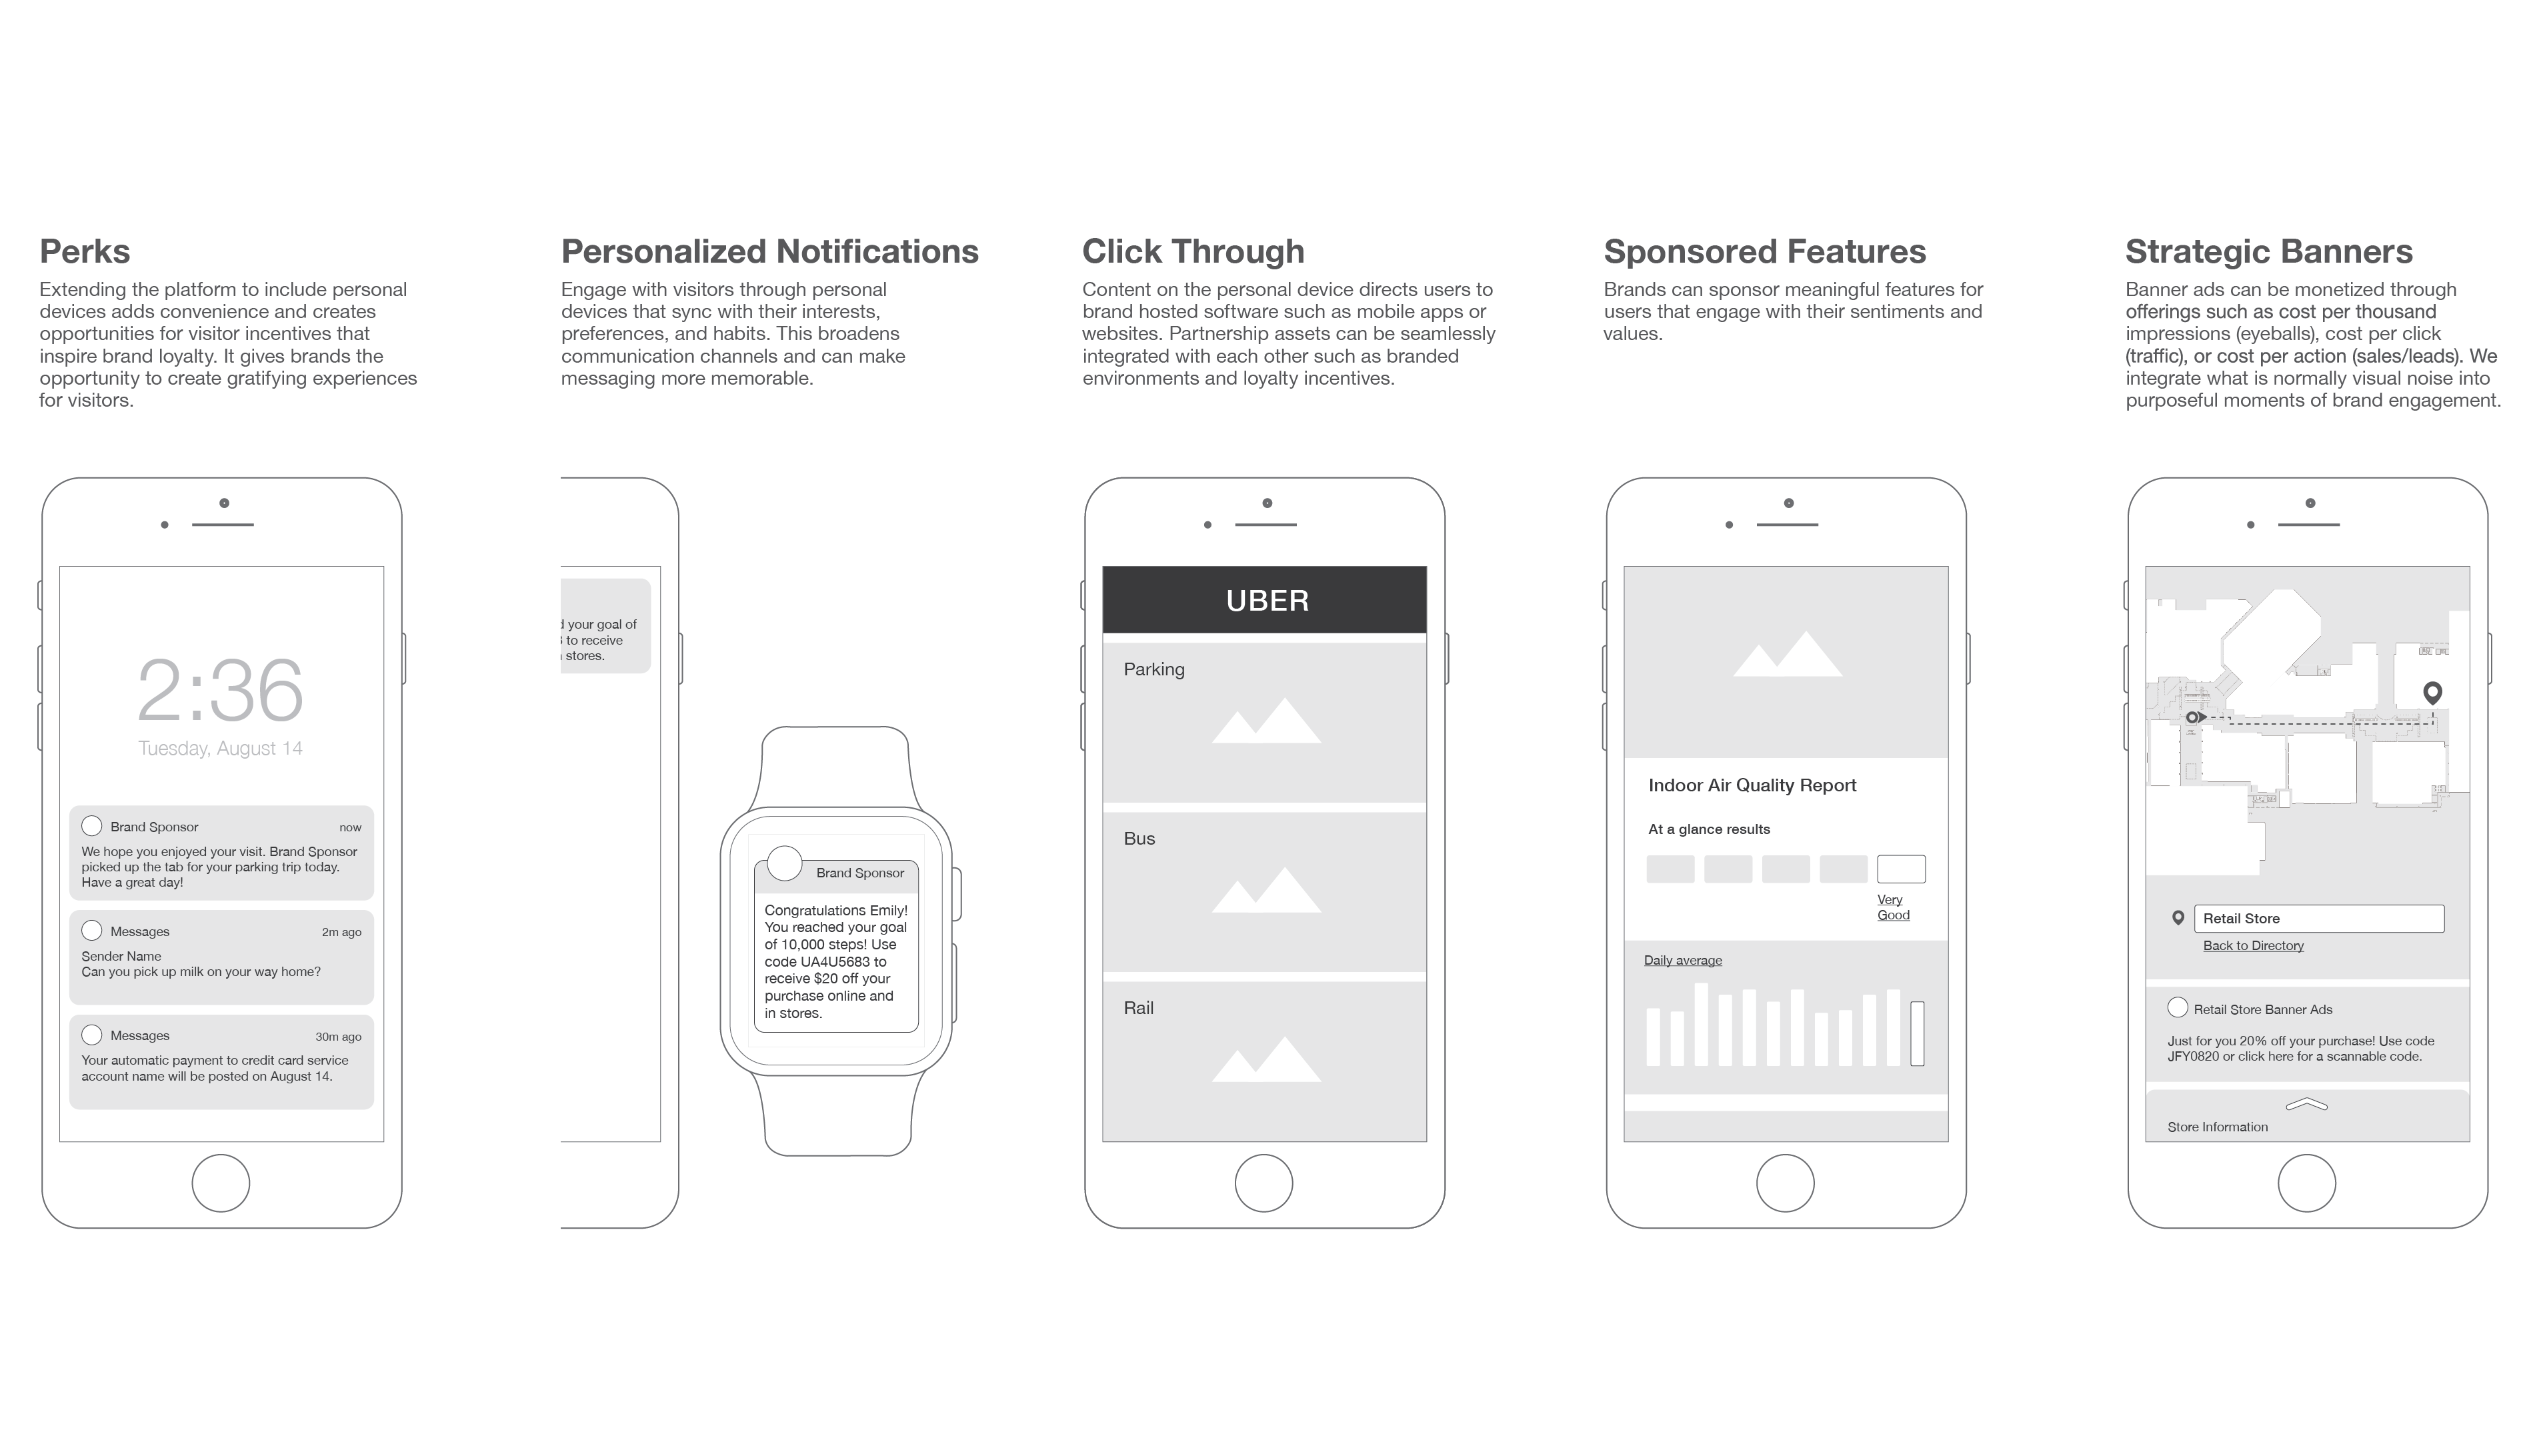 Perks
Extending the platform to include personal
devices adds convenience and creates
opportunities for visitor incentives that
inspire brand loyalty. It gives brands the
opportunity to create gratifying experiences
for visitors.
2:36
Tuesday, August 14
Brand Sponsor now
We hope you enjoyed your visit. Brand Sponsor
picked up the tab for your parking trip today.
Have a great day!
Messages 2m ago
Sender Name
Can you pick up milk on your way home?
Messages 30m ago
Your automatic payment to credit card service
account name will be posted on August 14.
Personalized Notifications
Engage with visitors through personal
devices that sync with their interests,
preferences, and habits. This broadens
communication channels and can make
messaging more memorable.
your goal of
to receive
stores.
Brand Sponsor
Congratulations Emily!
You reached your goal
of 10,000 steps! Use
code UA4U5683 to
receive $20 off your
purchase online and
in stores.
Click Through
Content on the personal device directs users to
brand hosted software such as mobile apps or
websites. Partnership assets can be seamlessly
integrated with each other such as branded
environments and loyalty incentives.
UBER
Parking
Bus
Rail
Sponsored Features
Brands can sponsor meaningful features for
users that engage with their sentiments and
values.
Indoor Air Quality Report
At a glance results
Very
Good
Daily average
Strategic Banners
Banner ads can be monetized through
offerings such as cost per thousand
impressions (eyeballs), cost per click
(traffic), or cost per action (sales/leads). We
integrate what is normally visual noise into
purposeful moments of brand engagement.
Retail Store
Back to Directory
Retail Store Banner Ads
Just for you 20% off your purchase! Use code
JFY0820 or click here for a scannable code.
Store Information